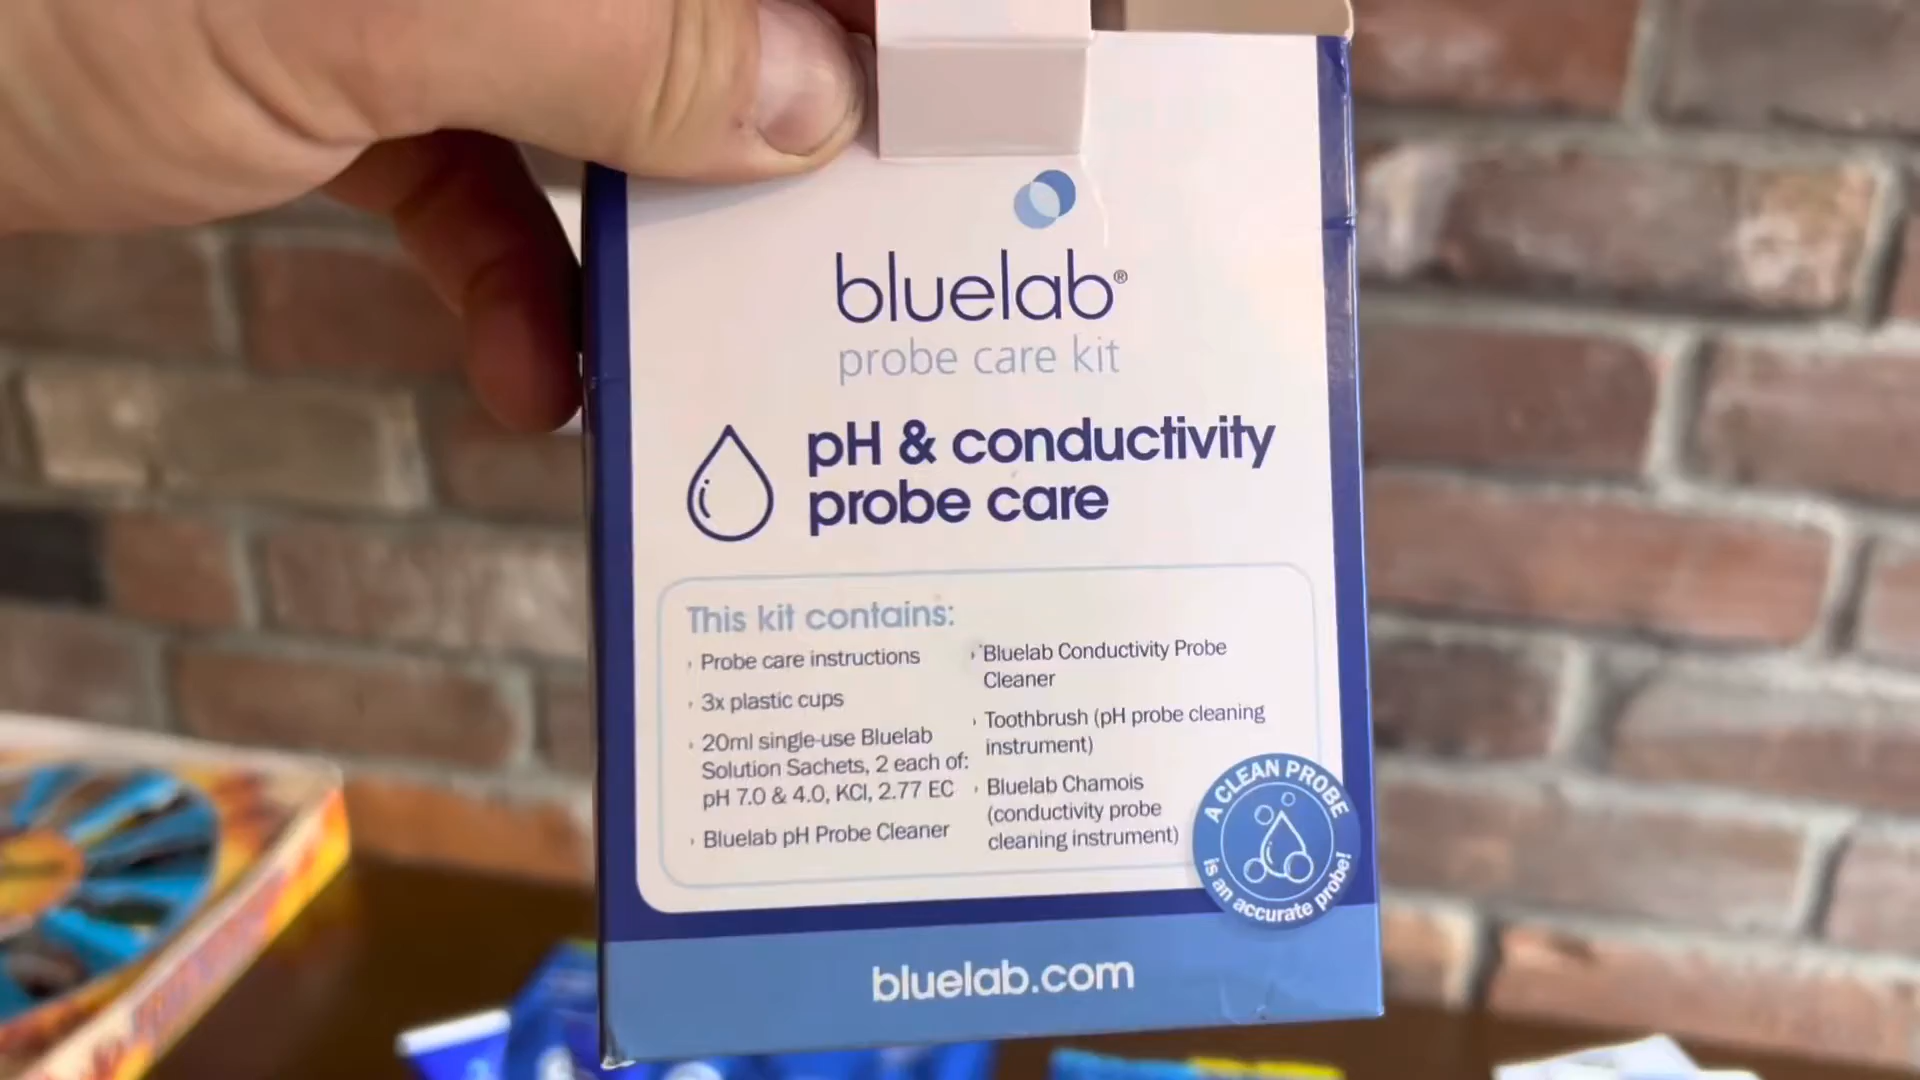 bluelab®
probe care kit
pH & conductivity
probe care
This kit contains:
› Probe care instructions
› 3x plastic cups
› 20ml single-use Bluelab
Solution Sachets, 2 each of:
pH 7.0 & 4.0, KCl, 2.77 EC
› Bluelab pH Probe Cleaner
› Bluelab Conductivity Probe
Cleaner
› Toothbrush (pH probe cleaning
instrument)
› Bluelab Chamois
(conductivity probe
cleaning instrument)
A CLEAN PROBE
is an accurate probe!
bluelab.com